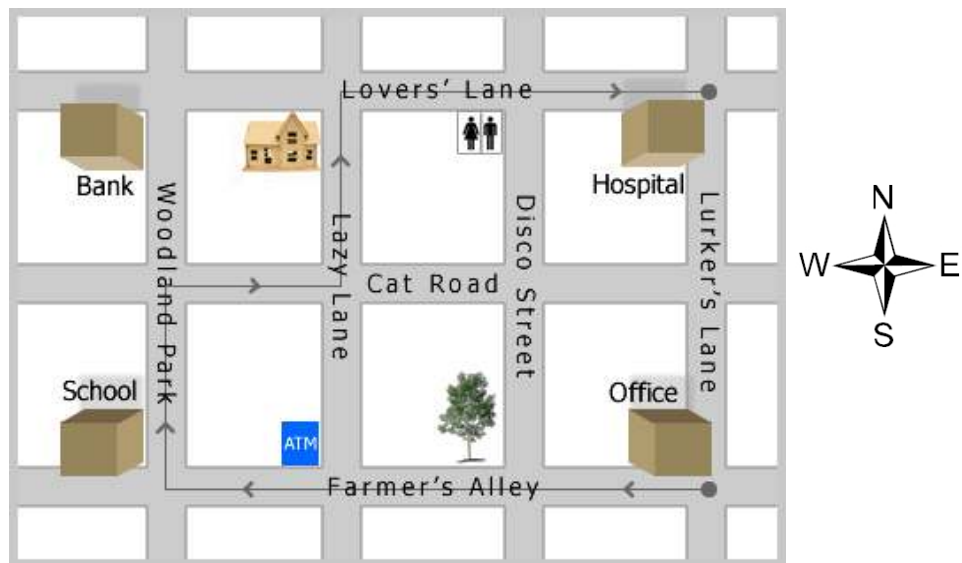 Lovers' Lane
Bank
Hospital
Woodland Park
Lazy Lane
Disco Street
Lurker's Lane
Cat Road
School
Office
ATM
Farmer's Alley
N
W
E
S